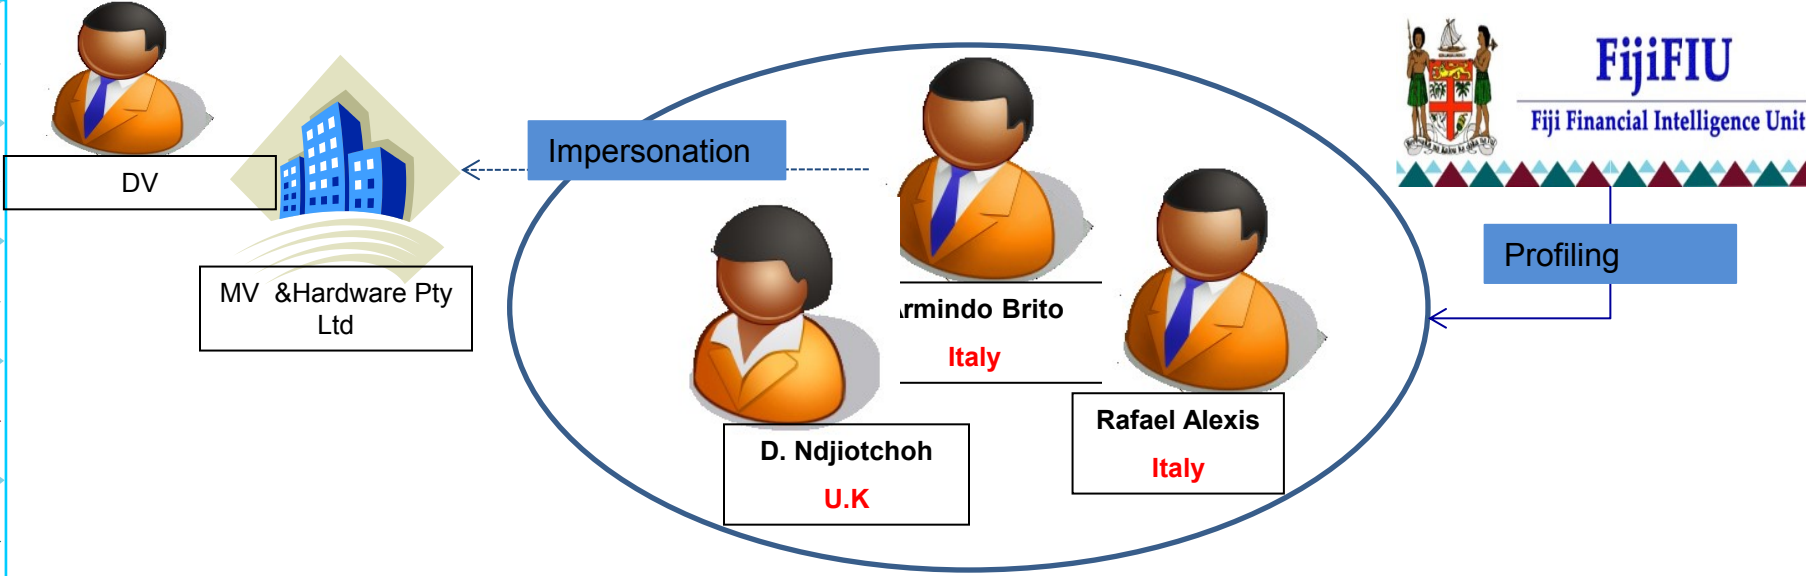 FijiFIU
Fiji Financial Intelligence Unit
DV
Impersonation
Profiling
MV &Hardware Pty
Ltd
rmindo Brito
Italy
Rafael Alexis
Italy
D. Ndjiotchoh
U.K